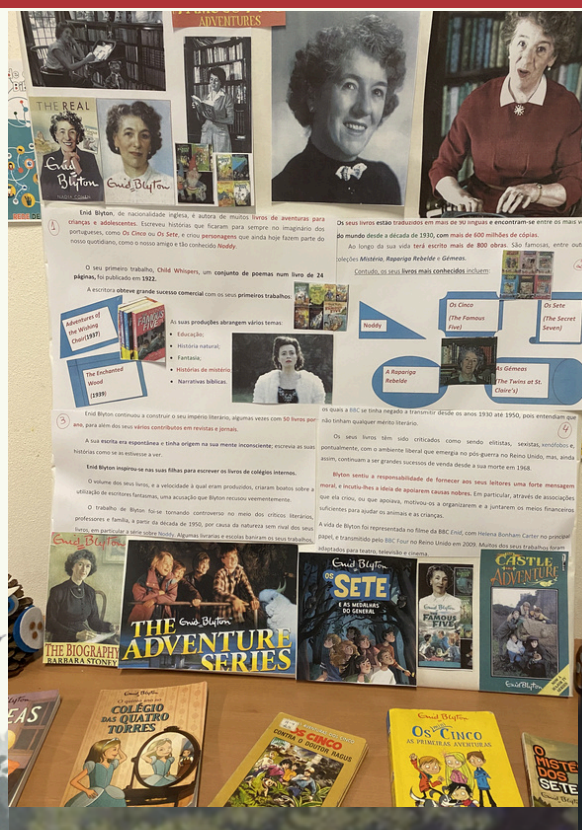 FAMOUS
ADVENTURES
THE REAL
Enid
Blyton
Enid Blyton
1
Enid Blyton, de nacionalidade inglesa, é autora de muitos livros de aventuras para
crianças e adolescentes. Escreveu histórias que ficaram para sempre no imaginário dos
portugueses, como Os Cinco ou Os Sete, e criou personagens que ainda hoje fazem parte do
nosso quotidiano, como o nosso amigo e tão conhecido Noddy.
O seu primeiro trabalho, Child Whispers, um conjunto de poemas num livro de 24
páginas, foi publicado em 1922.
A escritora obteve grande sucesso comercial com os seus primeiros trabalhos:
Adventures of
the Wishing
Chair(1937)
FAMOUS
FIVE
The Enchanted
Wood
(1939)
As suas produções abrangem vários temas:
Educação;
História natural;
Fantasia;
Histórias de mistério
Narrativas bíblicas.
Os seus livros estão traduzidos em mais de 90 línguas e encontram-se entre os mais
do mundo desde a década de 1930, com mais de 600 milhões de cópias.
Ao longo da sua vida terá escrito mais de 800 obras. São famosas, entre
coleções Mistério, Rapariga Rebelde e Gémeas.
Contudo, os seus livros mais conhecidos incluem:
Noddy
Os Cinco
(The Famous
Five)
Os Sete
(The Secret
Seven)
A Rapariga
Rebelde
As Gémeas
(The Twins at St.
Claire's)
3
Enid Blyton continuou a construir o seu império literário, algumas vezes com 50 livros por
ano, para além dos seus vários contributos em revistas e jornais.
A sua escrita era espontânea e tinha origem na sua mente inconsciente; escrevia as suas
histórias como se as estivesse a ver.
Enid Blyton inspirou-se nas suas filhas para escrever os livros de colégios internos.
O volume dos seus livros, e a velocidade a qual eram produzidos, criaram boatos sobre a
utilização de escritores fantasmas, uma acusação que Blyton recusou veementemente.
O trabalho de Blyton foi-se tornando controverso no meio dos críticos literários,
professores e família, a partir da década de 1950, por causa da natureza sem rival dos seus
livros, em particular a série sobre Noddy. Algumas livrarias e escolas baniram os seus trabalhos,
4
os quais a BBC se tinha negado a transmitir desde os anos 1930 até 1950, pois entendiam que
não tinham qualquer mérito literário.
Os seus livros têm sido criticados como sendo elitistas, sexistas, xenófobos e,
pontualmente, com o ambiente liberal que emergia no pós-guerra no Reino Unido, mas, ainda
assim, continuam a ser grandes sucessos de venda desde a sua morte em 1968.
Blyton sentiu a responsabilidade de fornecer aos seus leitores uma forte mensagem
moral, e incutiu-lhes a ideia de apoiarem causas nobres. Em particular, através de associações
que ela criou, ou que apoiava, motivou-os a organizarem e a juntarem meios financeiros
suficientes para ajudar os animais e as crianças.
A vida de Blyton foi representada no filme da BBC Enid, com Helena Bonham Carter no principal
papel, e transmitido pelo BBC Four no Reino Unido em 2009. Muitos dos seus trabalhos foram
adaptados para teatro, televisão e cinema.
Enid Blyton
THE BIOGRAPHY
BARBARA STONEY
THE Enid Blyton
ADVENTURE
SERIES
Enid Blyton
OS
SETE
E AS MEDALHAS
DO GENERAL
Enid Blyton
FAMOUS
FIVE
CASTLE
of
ADVENTURE
Enid Blyton
Enid Blyton
COLÉGIO
DAS QUATRO
TORRES
OS CINCO
CONTRA O DOUTOR RAGUE
Enid Blyton
Os Cinco
AS PRIMEIRAS AVENTURAS
O
DOS
SETE